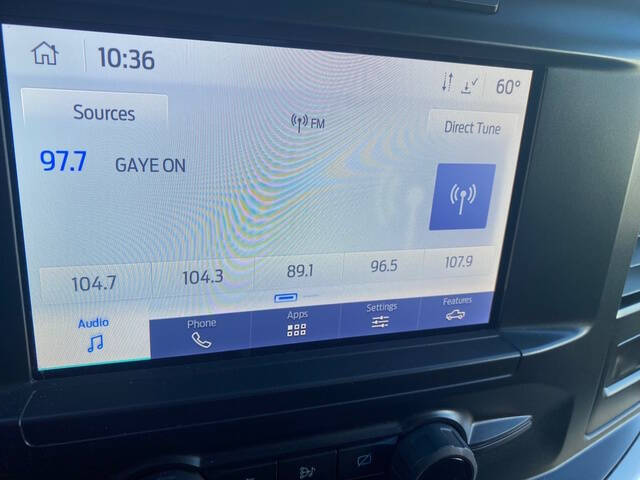 10:36
60°
Sources
FM
Direct Tune
97.7 GAYE ON
104.7 104.3 89.1 96.5 107.9
Audio Phone Apps Settings Features